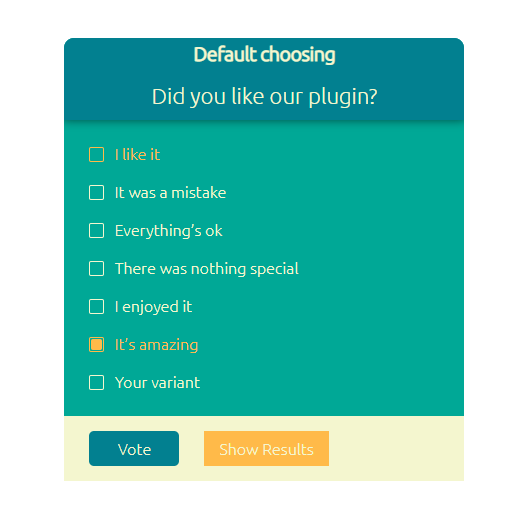 Default choosing
Did you like our plugin?
I like it
It was a mistake
Everything's ok
There was nothing special
I enjoyed it
It's amazing
Your variant
Vote
Show Results